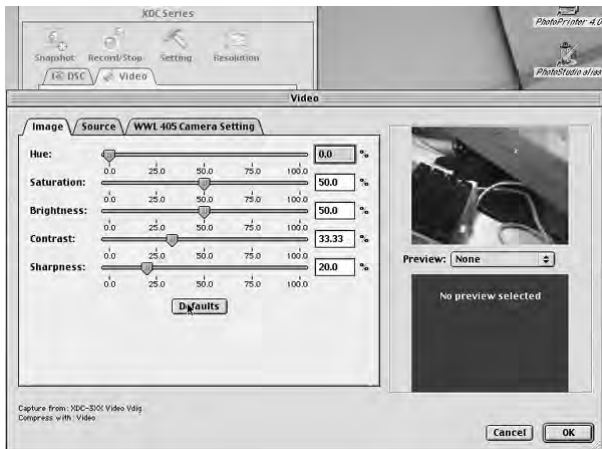 XDC Series
PhotoPrinter 4.0
Snapshot Record/Stop Setting Resolution
PhotoStudio alias
DSC Video
Video
Image Source WWL 405 Camera Setting
Hue: 0.0 %
0.0 25.0 50.0 75.0 100.0
Saturation: 50.0 %
0.0 25.0 50.0 75.0 100.0
Brightness: 50.0 %
0.0 25.0 50.0 75.0 100.0
Contrast: 33.33 %
0.0 25.0 50.0 75.0 100.0
Sharpness: 20.0 %
0.0 25.0 50.0 75.0 100.0
Defaults
Preview: None
No preview selected
Capture from: XDC-3XX Video Vdig
Compress with: Video
Cancel OK